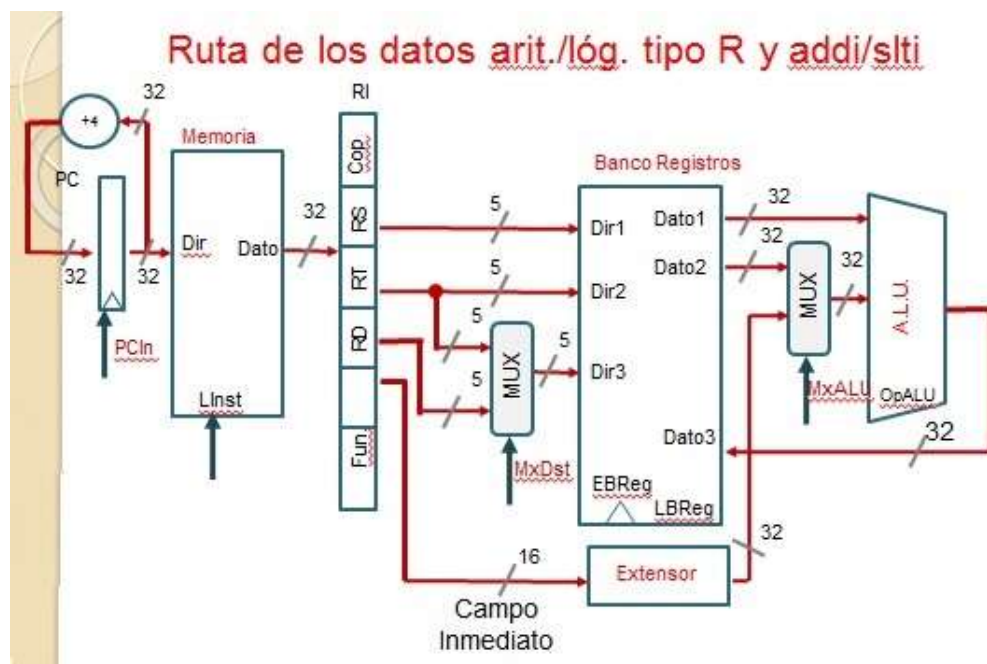 Ruta de los datos arit./lóg. tipo R y addi/slti
32
RI
+4
Memoria
Cop.
Banco Registros
PC
32
5
32
Dir
Dato
RS
Dir1
Dato1
32
32
32
5
Dato2
32
RT
Dir2
MUX
A.L.U.
5
5
PCIn
RD
MUX
Dir3
5
MxALU
OpALU
LInst
Dato3
32
Fun.
MxDst
EBReg
LBReg
32
16
Extensor
Campo
Inmediato